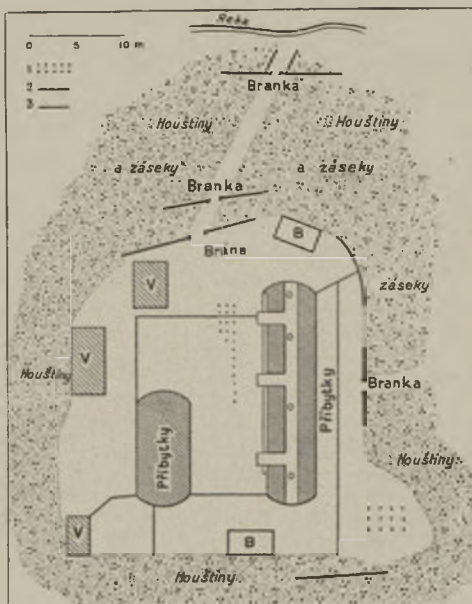 Řeka
0 5 10 m
1
2
3
Branka
Houštiny
Houštiny
a záseky
a záseky
Branka
B
Brána
V
záseky
V
Houštiny
Branka
Příbytky
Příbytky
Houštiny
V
B
Houštiny